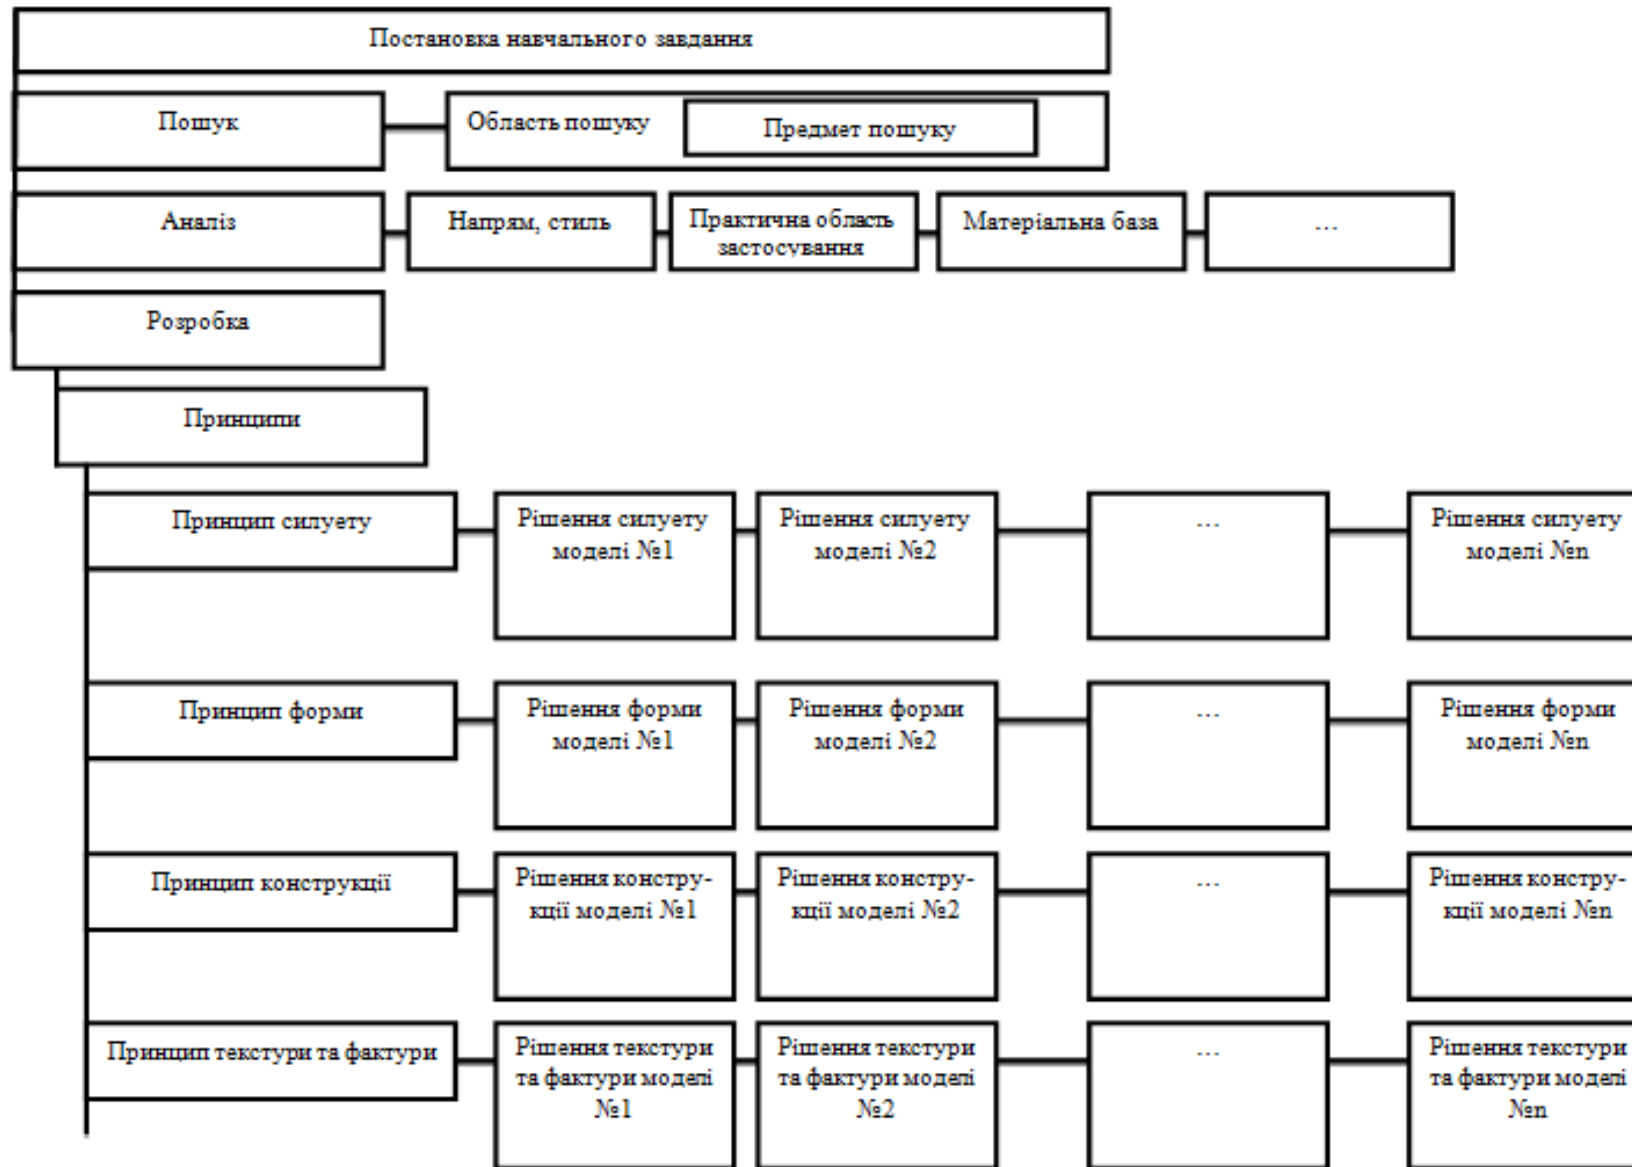 Постановка навчального завдання
Пошук
Область пошуку
Предмет пошуку
Аналіз
Напрям, стиль
Практична область
застосування
Матеріальна база
...
Розробка
Принципи
Принцип силуету
Рішення силуету
моделі №1
Рішення силуету
моделі №2
...
Рішення силуету
моделі №n
Принцип форми
Рішення форми
моделі №1
Рішення форми
моделі №2
...
Рішення форми
моделі №n
Принцип конструкції
Рішення констру-
кції моделі №1
Рішення констру-
кції моделі №2
...
Рішення констру-
кції моделі №n
Принцип текстури та фактури
Рішення текстури
та фактури моделі
№1
Рішення текстури
та фактури моделі
№2
...
Рішення текстури
та фактури моделі
№n